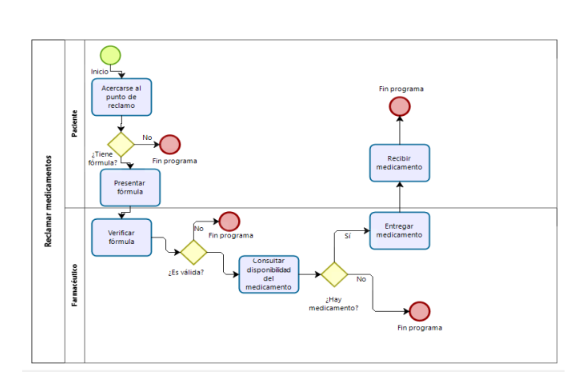 Reclamar medicamentos
Paciente
Inicio
Acercarse al
punto de
reclamo
¿Tiene
fórmula?
No
Fin programa
Presentar
fórmula
Fin programa
Recibir
medicamento
Farmacéutico
Verificar
fórmula
No
Fin programa
¿Es válida?
Consultar
disponibilidad
del
medicamento
Sí
Entregar
medicamento
¿Hay
medicamento?
No
Fin programa